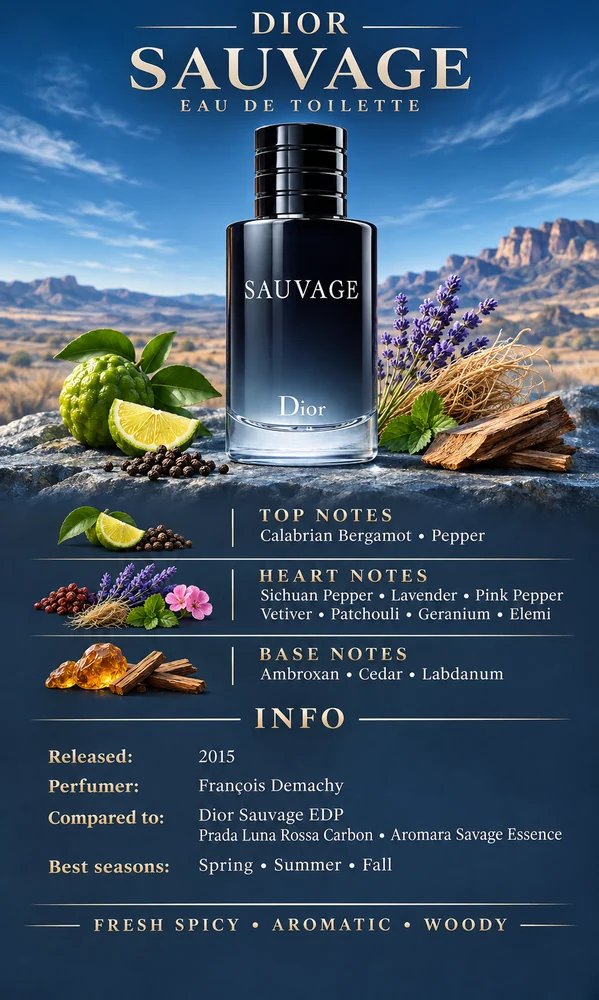 DIOR
SAUVAGE
EAU DE TOILETTE
SAUVAGE
Dior
TOP NOTES
Calabrian Bergamot • Pepper
HEART NOTES
Sichuan Pepper • Lavender • Pink Pepper
Vetiver • Patchouli • Geranium • Elemi
BASE NOTES
Ambroxan • Cedar • Labdanum
INFO
Released: 2015
Perfumer: François Demachy
Compared to: Dior Sauvage EDP
Prada Luna Rossa Carbon • Aromara Savage Essence
Best seasons: Spring • Summer • Fall
FRESH SPICY • AROMATIC • WOODY